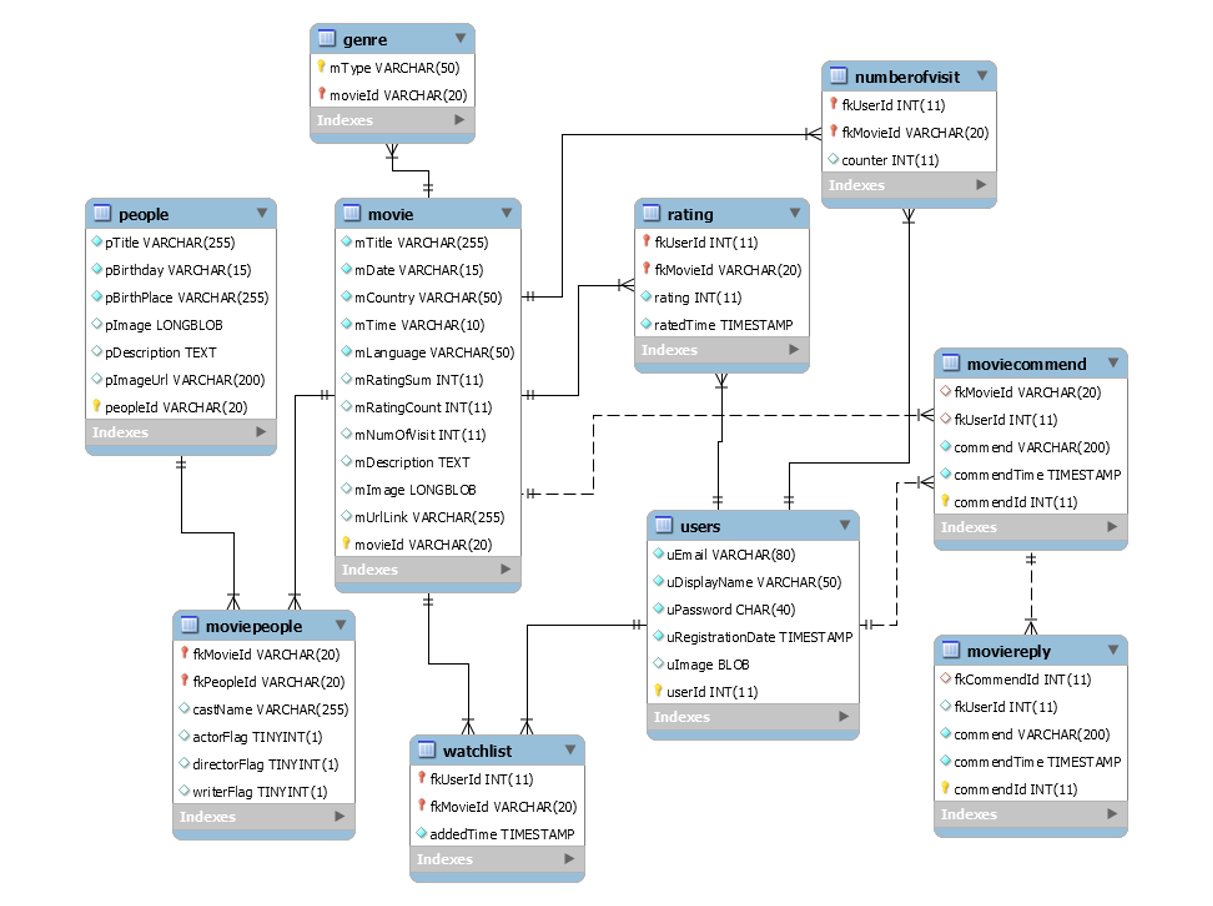 genre
mType VARCHAR(50)
movieId VARCHAR(20)
Indexes
numberofvisit
fkUserId INT(11)
fkMovieId VARCHAR(20)
counter INT(11)
Indexes
people
pTitle VARCHAR(255)
pBirthday VARCHAR(15)
pBirthPlace VARCHAR(255)
pImage LONGBLOB
pDescription TEXT
pImageUrl VARCHAR(200)
peopleId VARCHAR(20)
Indexes
movie
mTitle VARCHAR(255)
mDate VARCHAR(15)
mCountry VARCHAR(50)
mTime VARCHAR(10)
mLanguage VARCHAR(50)
mRatingSum INT(11)
mRatingCount INT(11)
mNumOfVisit INT(11)
mDescription TEXT
mImage LONGBLOB
mUrlLink VARCHAR(255)
movieId VARCHAR(20)
Indexes
rating
fkUserId INT(11)
fkMovieId VARCHAR(20)
rating INT(11)
ratedTime TIMESTAMP
Indexes
moviecommend
fkMovieId VARCHAR(20)
fkUserId INT(11)
commend VARCHAR(200)
commendTime TIMESTAMP
commendId INT(11)
Indexes
users
uEmail VARCHAR(80)
uDisplayName VARCHAR(50)
uPassword CHAR(40)
uRegistrationDate TIMESTAMP
uImage BLOB
userId INT(11)
Indexes
moviepeople
fkMovieId VARCHAR(20)
fkPeopleId VARCHAR(20)
castName VARCHAR(255)
actorFlag TINYINT(1)
directorFlag TINYINT(1)
writerFlag TINYINT(1)
Indexes
watchlist
fkUserId INT(11)
fkMovieId VARCHAR(20)
addedTime TIMESTAMP
Indexes
moviereply
fkCommendId INT(11)
fkUserId INT(11)
commend VARCHAR(200)
commendTime TIMESTAMP
commendId INT(11)
Indexes